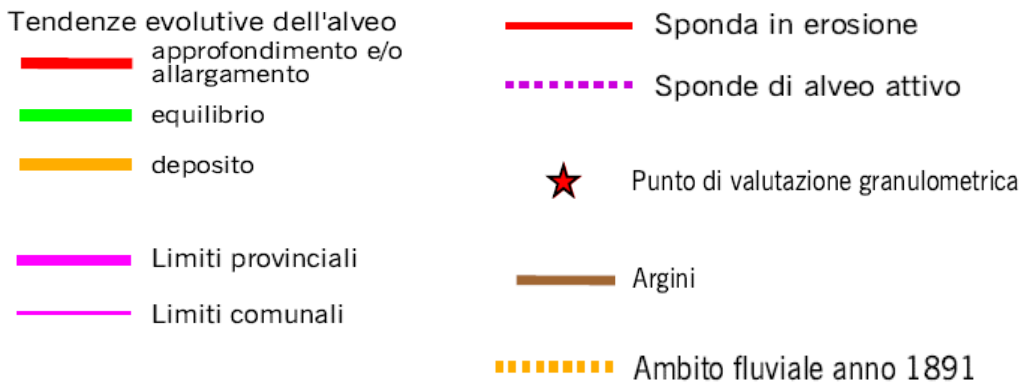 Tendenze evolutive dell'alveo
approfondimento e/o
allargamento
equilibrio
deposito
Limiti provinciali
Limiti comunali
Sponda in erosione
Sponde di alveo attivo
Punto di valutazione granulometrica
Argini
Ambito fluviale anno 1891